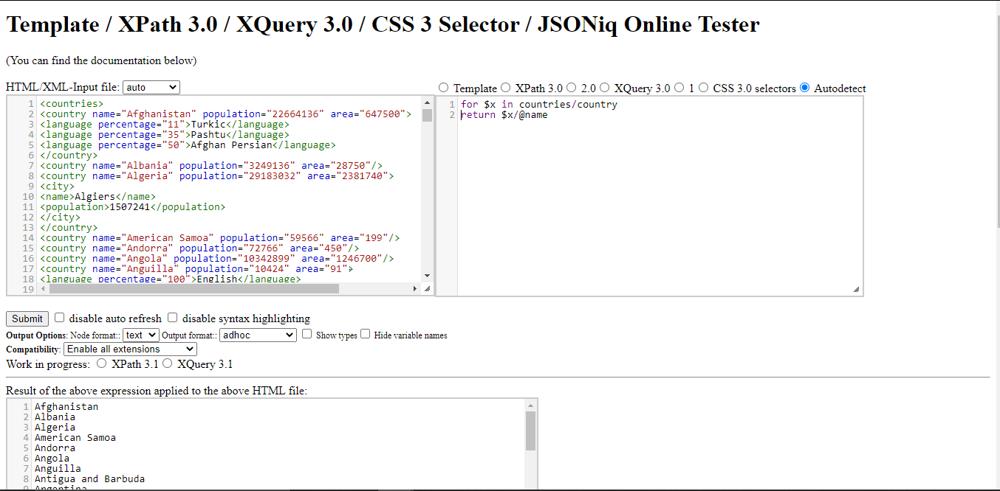 Template / XPath 3.0 / XQuery 3.0 / CSS 3 Selector / JSONiq Online Tester
(You can find the documentation below)
HTML/XML-Input file: auto
Template XPath 3.0 2.0 XQuery 3.0 1 CSS 3.0 selectors Autodetect
1 <countries>
2 <country name="Afghanistan" population="22664136" area="647500">
3 <language percentage="11">Turkic</language>
4 <language percentage="35">Pashtu</language>
5 <language percentage="50">Afghan Persian</language>
6 </country>
7 <country name="Albania" population="3249136" area="28750"/>
8 <country name="Algeria" population="29183032" area="2381740">
9 <city>
10 <name>Algiers</name>
11 <population>1507241</population>
12 </city>
13 </country>
14 <country name="American Samoa" population="59566" area="199"/>
15 <country name="Andorra" population="72766" area="450"/>
16 <country name="Angola" population="10342899" area="1246700"/>
17 <country name="Anguilla" population="10424" area="91">
18 <language percentage="100">English</language>
19
1 for $x in countries/country
2 return $x/@name
Submit disable auto refresh disable syntax highlighting
Output Options: Node format:: text Output format:: adhoc Show types Hide variable names
Compatibility: Enable all extensions
Work in progress: XPath 3.1 XQuery 3.1
Result of the above expression applied to the above HTML file:
1 Afghanistan
2 Albania
3 Algeria
4 American Samoa
5 Andorra
6 Angola
7 Anguilla
8 Antigua and Barbuda
9 Argentina